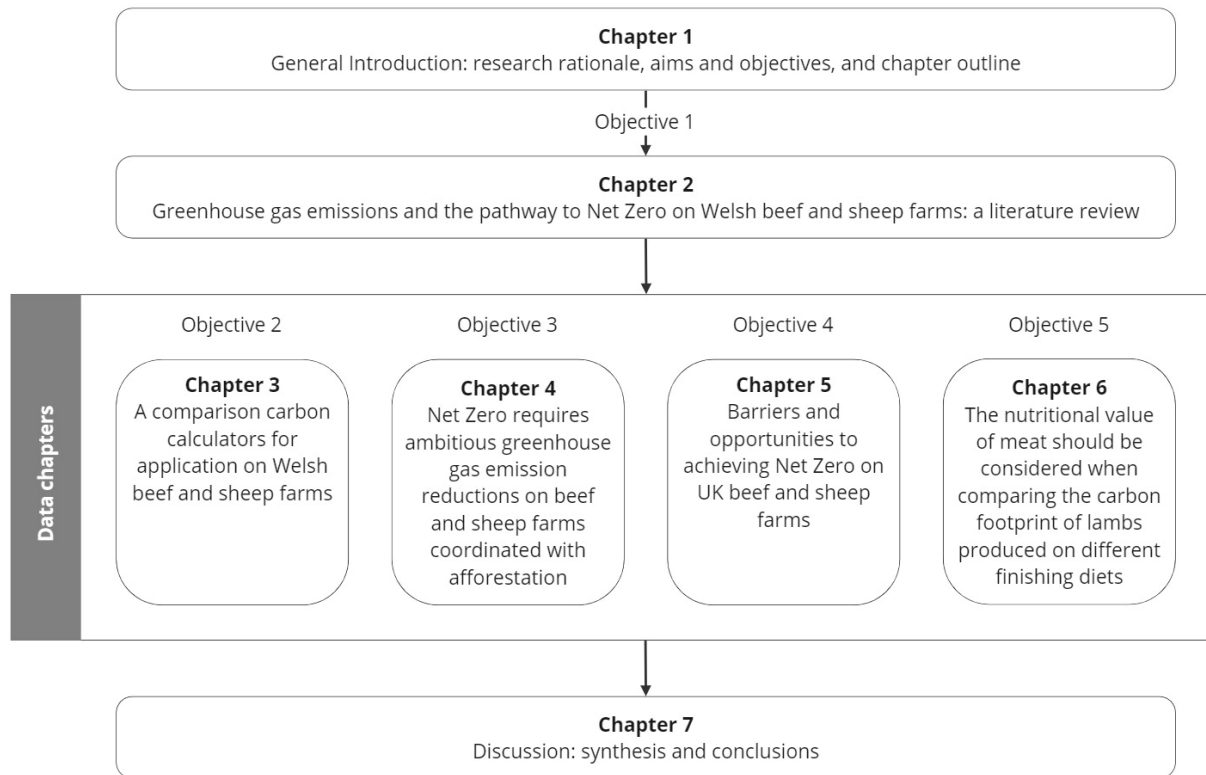 Chapter 1
General Introduction: research rationale, aims and objectives, and chapter outline
Objective 1
Chapter 2
Greenhouse gas emissions and the pathway to Net Zero on Welsh beef and sheep farms: a literature review
Data chapters
Objective 2
Chapter 3
A comparison carbon
calculators for
application on Welsh
beef and sheep farms
Objective 3
Chapter 4
Net Zero requires
ambitious greenhouse
gas emission
reductions on beef
and sheep farms
coordinated with
afforestation
Objective 4
Chapter 5
Barriers and
opportunities to
achieving Net Zero on
UK beef and sheep
farms
Objective 5
Chapter 6
The nutritional value
of meat should be
considered when
comparing the carbon
footprint of lambs
produced on different
finishing diets
Chapter 7
Discussion: synthesis and conclusions